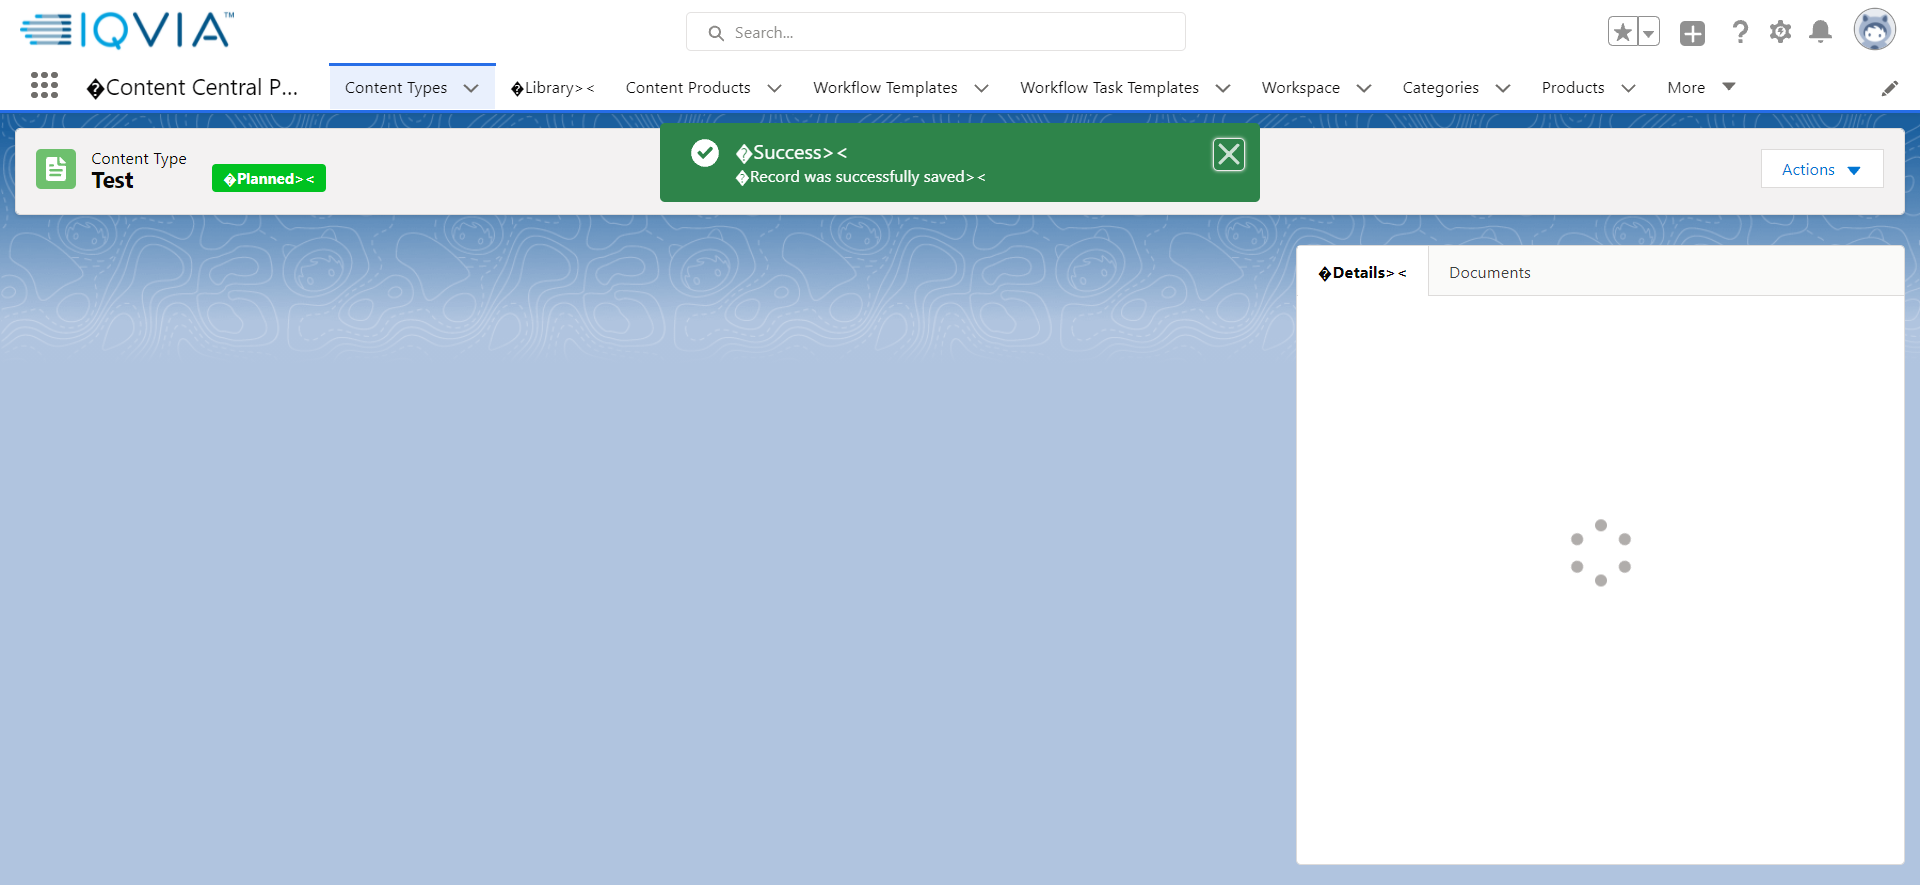 IQVIA™
Search...
�Content Central P...
Content Types
�Library><
Content Products
Workflow Templates
Workflow Task Templates
Workspace
Categories
Products
More
Content Type
Test
�Planned><
�Success><
�Record was successfully saved><
Actions
�Details><
Documents